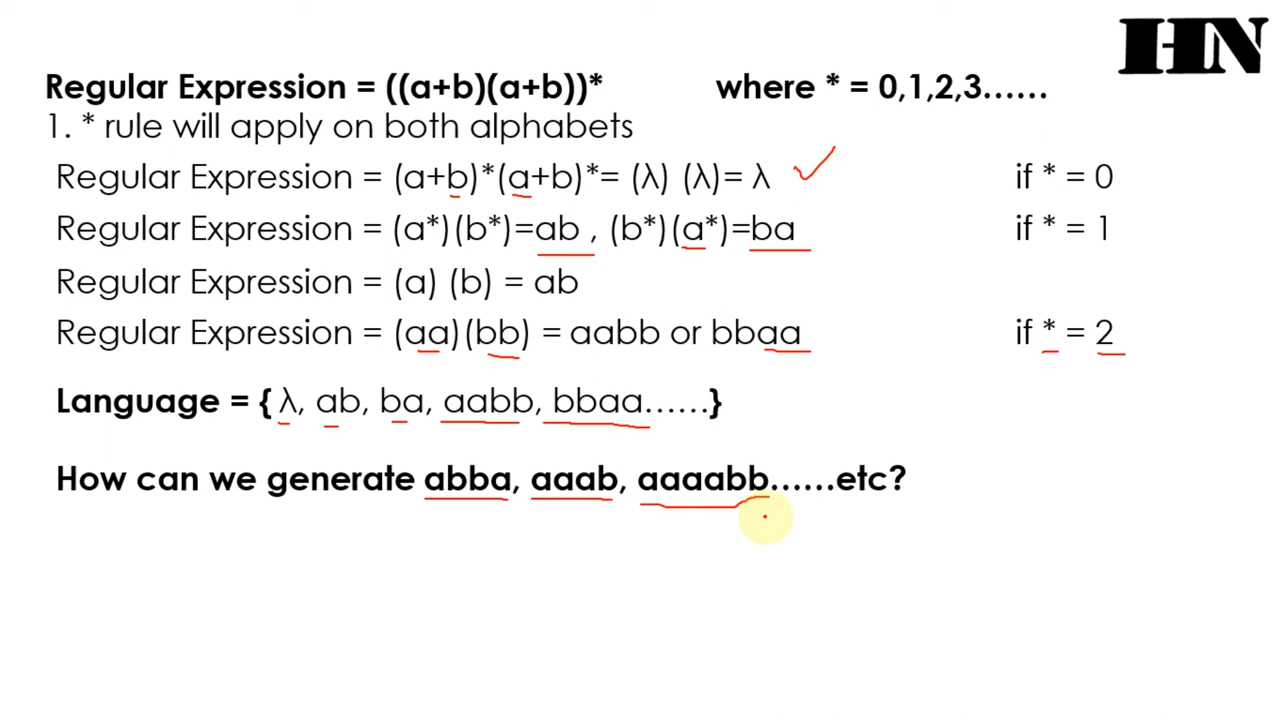 HN
Regular Expression = ((a+b)(a+b))* where * = 0,1,2,3……
1. * rule will apply on both alphabets
Regular Expression = (a+b)*(a+b)*= (λ) (λ)= λ if * = 0
Regular Expression = (a*)(b*)=ab , (b*)(a*)=ba if * = 1
Regular Expression = (a) (b) = ab
Regular Expression = (aa)(bb) = aabb or bbaa if * = 2
Language = { λ, ab, ba, aabb, bbaa……}
How can we generate abba, aaab, aaaabb……etc?